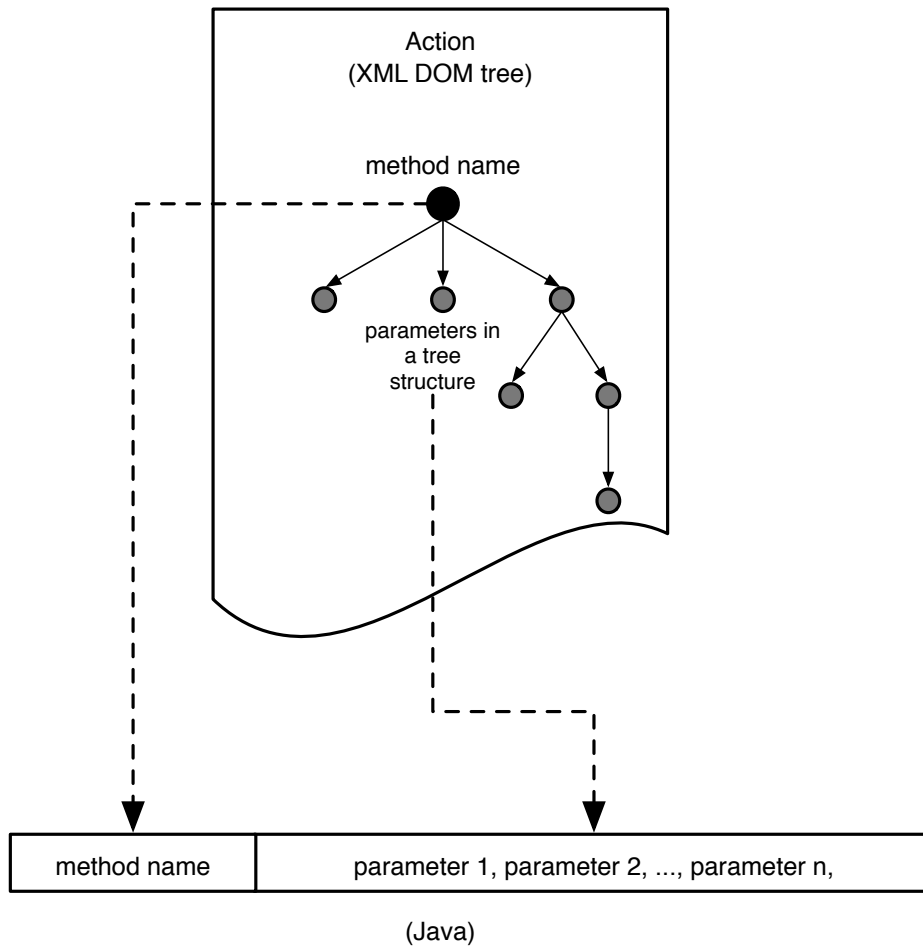 Action
(XML DOM tree)
method name
parameters in
a tree
structure
method name
parameter 1, parameter 2, ..., parameter n,
(Java)